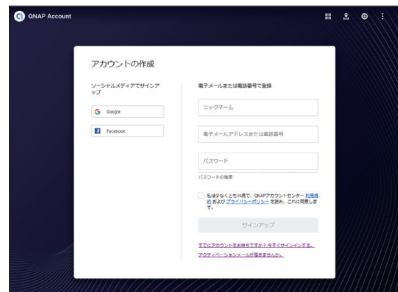 QNAP Account
アカウントの作成
ソーシャルメディアでサインア
ップ
Google
Facebook
電子メールまたは電話番号で登録
ニックネーム
電子メールアドレスまたは電話番号
パスワード
パスワードの強度:
私は少なくとも16歳で、QNAPアカウントセンター 利用規
約 および プライバシーポリシー を読み、これに同意しま
す。
サインアップ
すでにアカウントをお持ちですか? 今すぐサインインする。
アクティベーションメールが届きませんか。